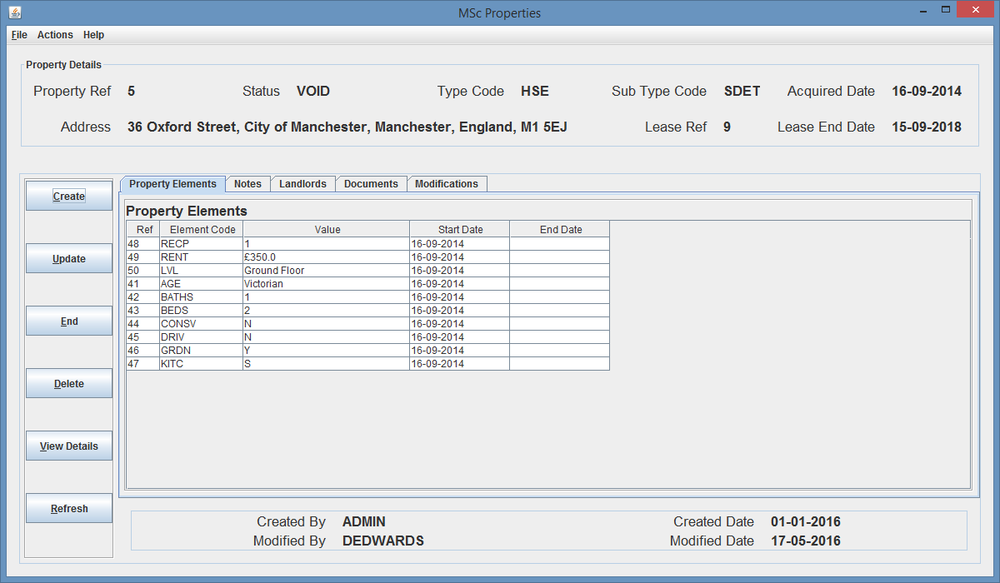 MSc Properties
File Actions Help
Property Details
Property Ref 5 Status VOID Type Code HSE Sub Type Code SDET Acquired Date 16-09-2014
Address 36 Oxford Street, City of Manchester, Manchester, England, M1 5EJ Lease Ref 9 Lease End Date 15-09-2018
Create
Update
End
Delete
View Details
Refresh
Property Elements Notes Landlords Documents Modifications
Property Elements
Ref Element Code Value Start Date End Date
48 RECP 1 16-09-2014
49 RENT £350.0 16-09-2014
50 LVL Ground Floor 16-09-2014
41 AGE Victorian 16-09-2014
42 BATHS 1 16-09-2014
43 BEDS 2 16-09-2014
44 CONSV N 16-09-2014
45 DRIV N 16-09-2014
46 GRDN Y 16-09-2014
47 KITC S 16-09-2014
Created By ADMIN Created Date 01-01-2016
Modified By DEDWARDS Modified Date 17-05-2016